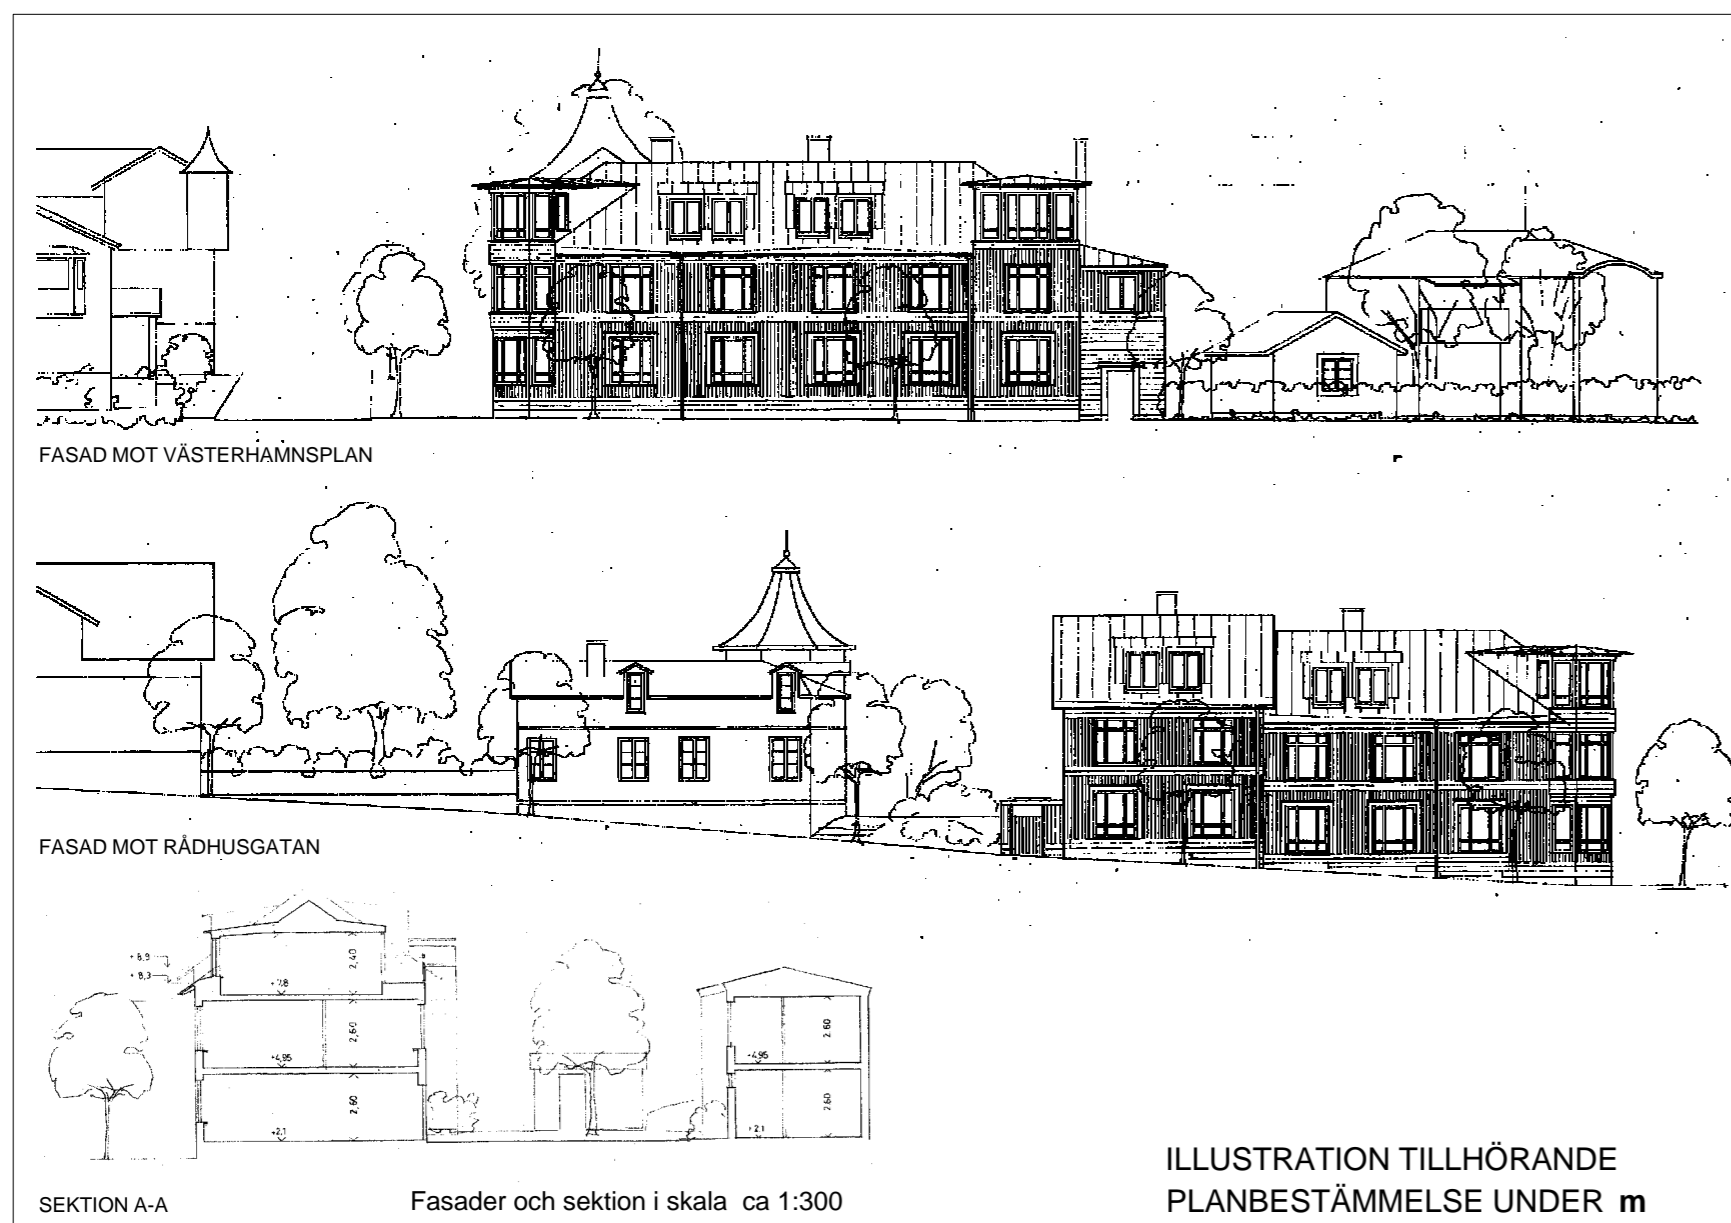 FASAD MOT VÄSTERHAMNSPLAN
FASAD MOT RÅDHUSGATAN
+ 8,9
+ 8,3
2,40
+7,8
2,60
+4,95
2,60
+2,1
2.60
+4,95
2.60
+2,1
SEKTION A-A
Fasader och sektion i skala ca 1:300
ILLUSTRATION TILLHÖRANDE
PLANBESTÄMMELSE UNDER m